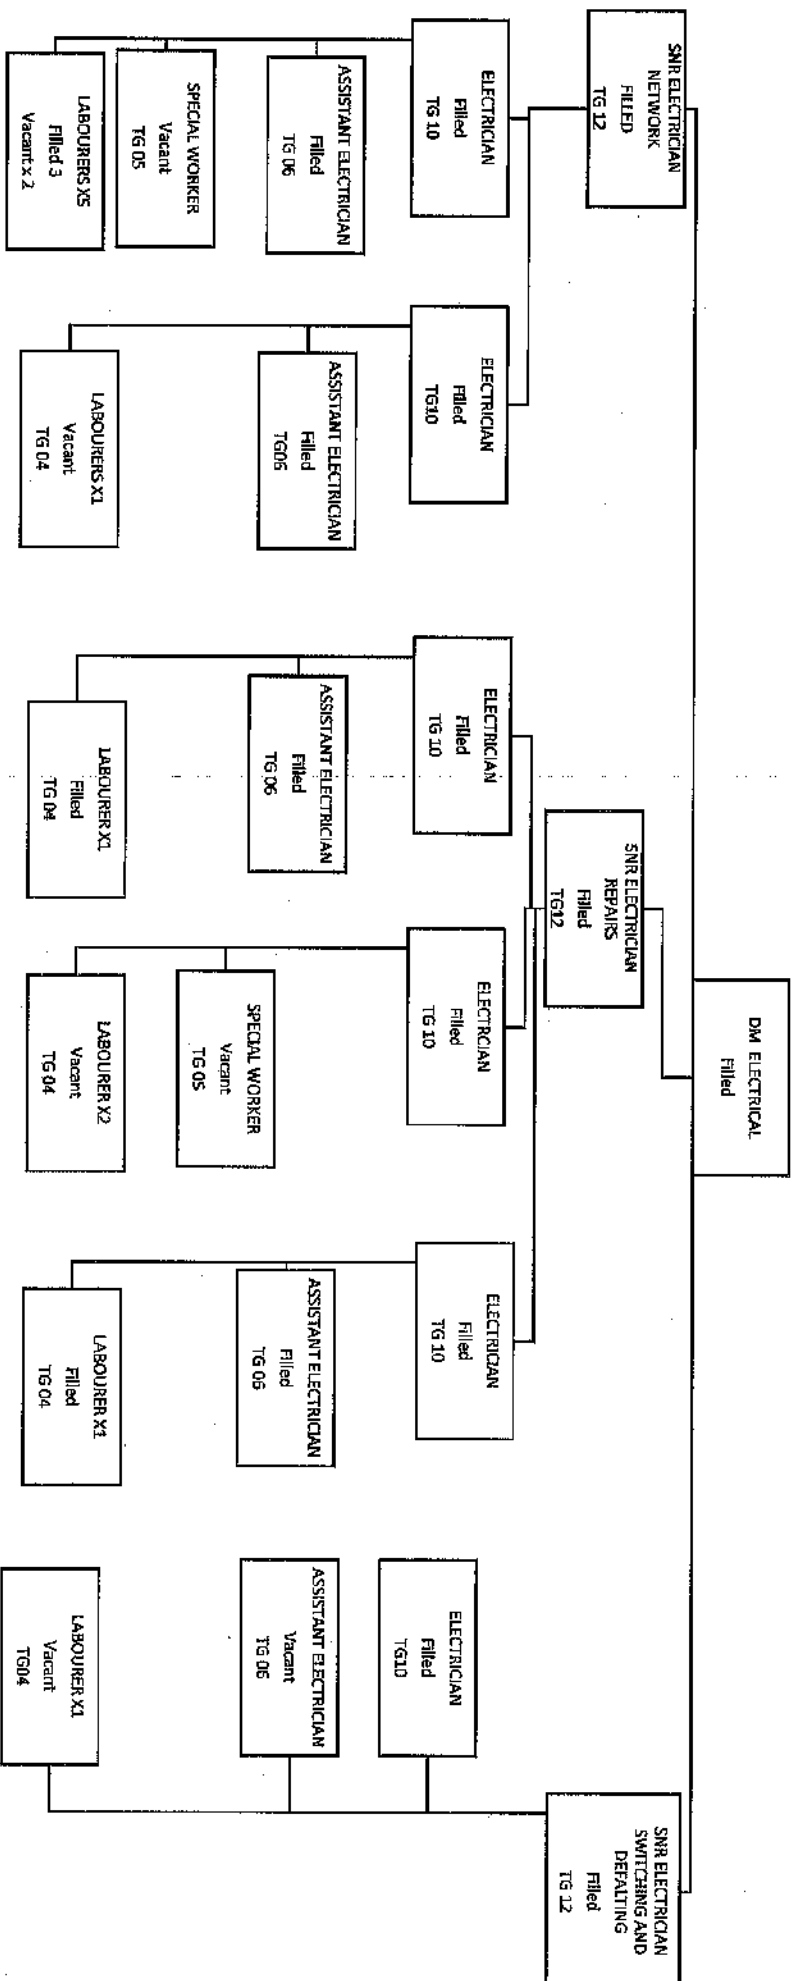 DM ELECTRICAL
Filled
SNR ELECTRICIAN
NETWORK
FILLED
TG 12
SNR ELECTRICIAN
REPAIRS
Filled
TG12
SNR ELECTRICIAN
SWITCHING AND
DEFALTING
Filled
TG 12
ELECTRICIAN
Filled
TG 10
ELECTRICIAN
Filled
TG10
ELECTRICIAN
Filled
TG 10
ELECTRCIAN
Filled
TG 10
ELECTRICIAN
Filled
TG 10
ELECTRICIAN
Filled
TG10
ASSISTANT ELECTRICIAN
Filled
TG 06
ASSISTANT ELECTRICIAN
Filled
TG06
ASSISTANT ELECTRICIAN
Filled
TG 06
SPECIAL WORKER
Vacant
TG 05
ASSISTANT ELECTRICIAN
Filled
TG 06
ASSISTANT ELECTRICIAN
Vacant
TG 06
SPECIAL WORKER
Vacant
TG 05
LABOURERS X5
Filled 3
Vacant x 2
LABOURERS X1
Vacant
TG 04
LABOURER X1
Filled
TG 04
LABOURER X2
Vacant
TG 04
LABOURER X1
Filled
TG 04
LABOURER X1
Vacant
TG04